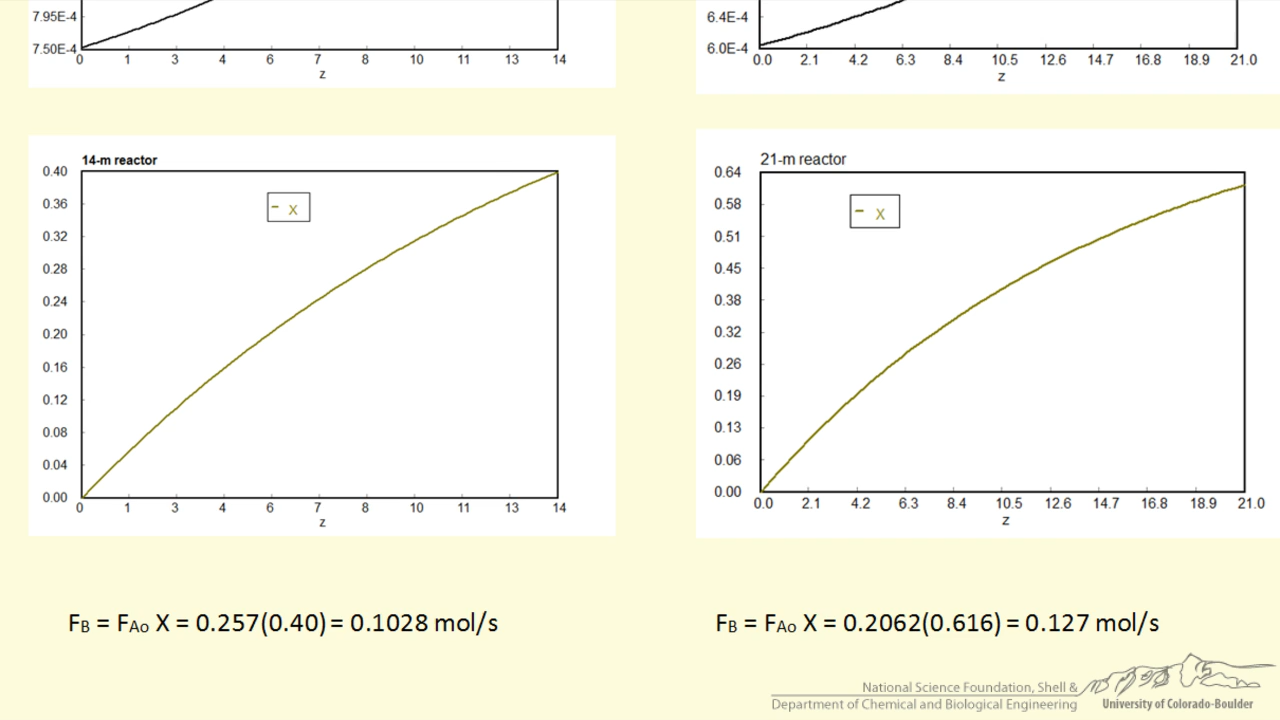 7.95E-4
7.50E-4
0 1 3 4 6 7 8 10 11 13 14
z
6.4E-4
6.0E-4
0.0 2.1 4.2 6.3 8.4 10.5 12.6 14.7 16.8 18.9 21.0
z
14-m reactor
0.40
0.36
0.32
0.28
0.24
0.20
0.16
0.12
0.08
0.04
0.00
X
0 1 3 4 6 7 8 10 11 13 14
z
21-m reactor
0.64
0.58
0.51
0.45
0.38
0.32
0.26
0.19
0.13
0.06
0.00
X
0.0 2.1 4.2 6.3 8.4 10.5 12.6 14.7 16.8 18.9 21.0
z
FB = FAo X = 0.257(0.40) = 0.1028 mol/s
FB = FAo X = 0.2062(0.616) = 0.127 mol/s
National Science Foundation, Shell &
Department of Chemical and Biological Engineering
University of Colorado-Boulder